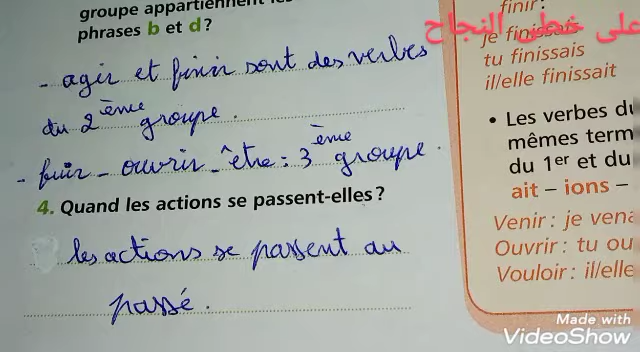 groupe appartiennent les
phrases b et d?
- agir et finir sont des verbes
du 2ème groupe.
- fuir - ouvrir - être : 3ème groupe.
4. Quand les actions se passent-elles?
les actions se passent au
passé.
finir :
je finissais
tu finissais
il/elle finissait
• Les verbes du
mêmes term
du 1er et du
ait – ions –
Venir : je vena
Ouvrir : tu ou
Vouloir : il/elle
على خطى النجاح
Made with
VideoShow